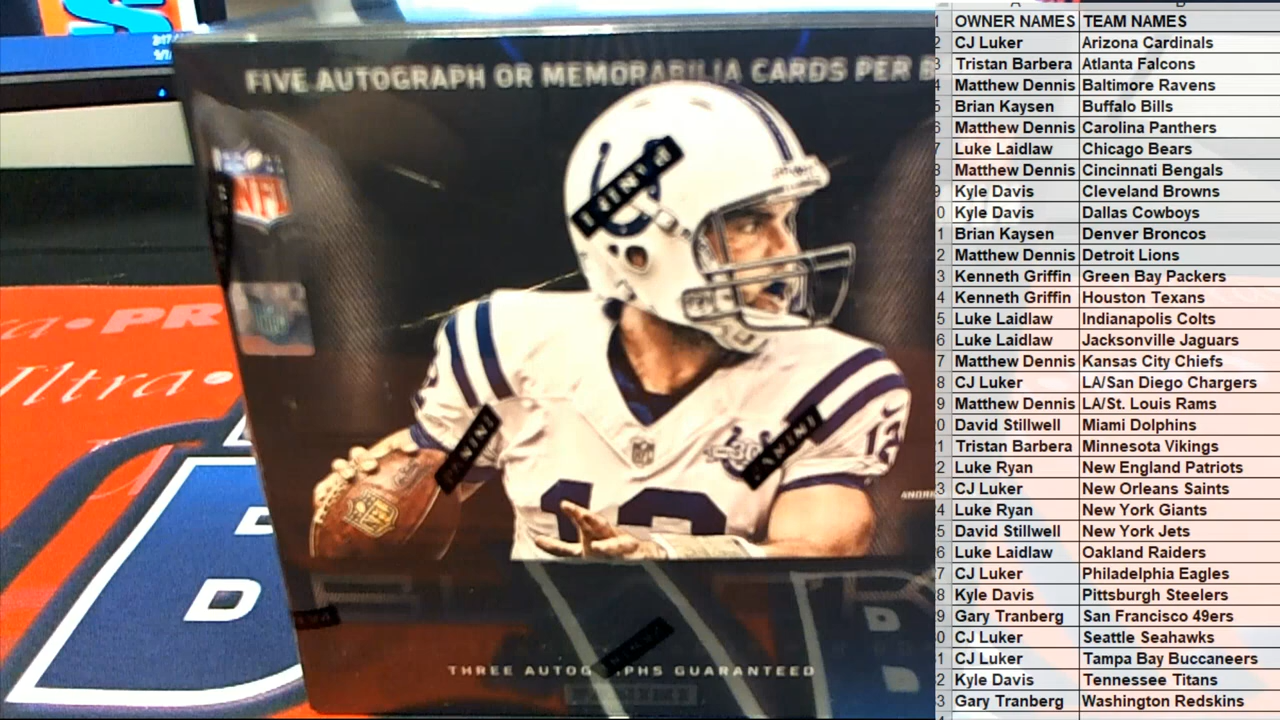 FIVE AUTOGRAPH OR MEMORABILIA CARDS PER B
NFL
PANINI
PANINI
PANINI
12
THREE AUTOG PHS GUARANTEED
PANINI
OWNER NAMES TEAM NAMES
CJ Luker Arizona Cardinals
Tristan Barbera Atlanta Falcons
Matthew Dennis Baltimore Ravens
Brian Kaysen Buffalo Bills
Matthew Dennis Carolina Panthers
Luke Laidlaw Chicago Bears
Matthew Dennis Cincinnati Bengals
Kyle Davis Cleveland Browns
Kyle Davis Dallas Cowboys
Brian Kaysen Denver Broncos
Matthew Dennis Detroit Lions
Kenneth Griffin Green Bay Packers
Kenneth Griffin Houston Texans
Luke Laidlaw Indianapolis Colts
Luke Laidlaw Jacksonville Jaguars
Matthew Dennis Kansas City Chiefs
CJ Luker LA/San Diego Chargers
Matthew Dennis LA/St. Louis Rams
David Stillwell Miami Dolphins
Tristan Barbera Minnesota Vikings
Luke Ryan New England Patriots
CJ Luker New Orleans Saints
Luke Ryan New York Giants
David Stillwell New York Jets
Luke Laidlaw Oakland Raiders
CJ Luker Philadelphia Eagles
Kyle Davis Pittsburgh Steelers
Gary Tranberg San Francisco 49ers
CJ Luker Seattle Seahawks
CJ Luker Tampa Bay Buccaneers
Kyle Davis Tennessee Titans
Gary Tranberg Washington Redskins